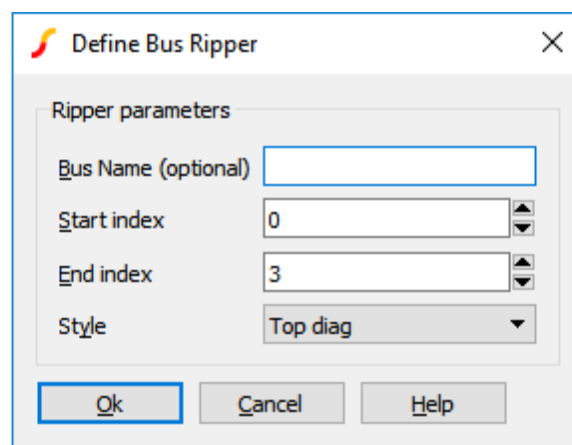 Define Bus Ripper
Ripper parameters
Bus Name (optional)
Start index 0
End index 3
Style Top diag
Ok Cancel Help